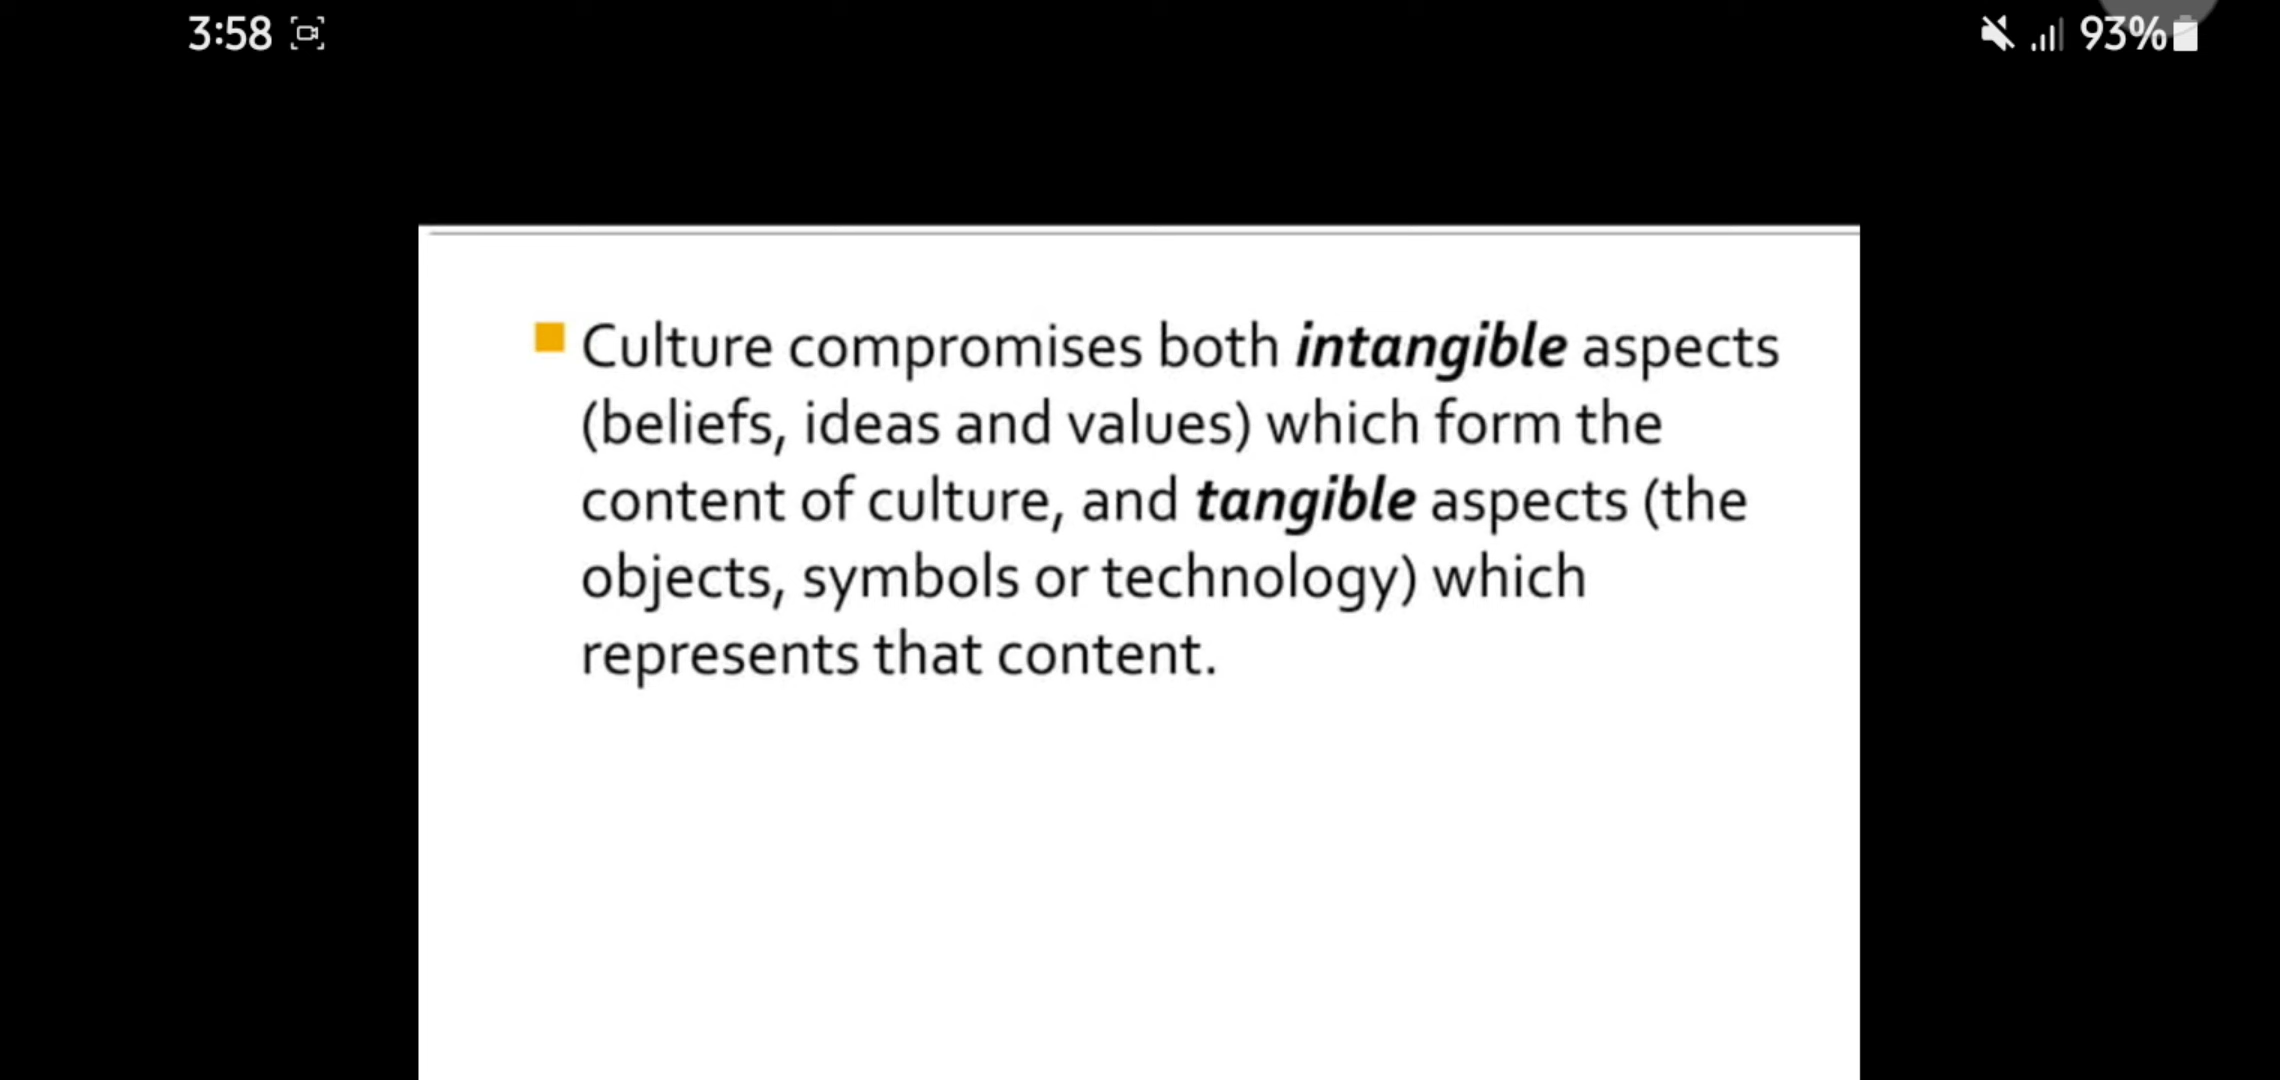 3:58
93%
Culture compromises both intangible aspects
(beliefs, ideas and values) which form the
content of culture, and tangible aspects (the
objects, symbols or technology) which
represents that content.